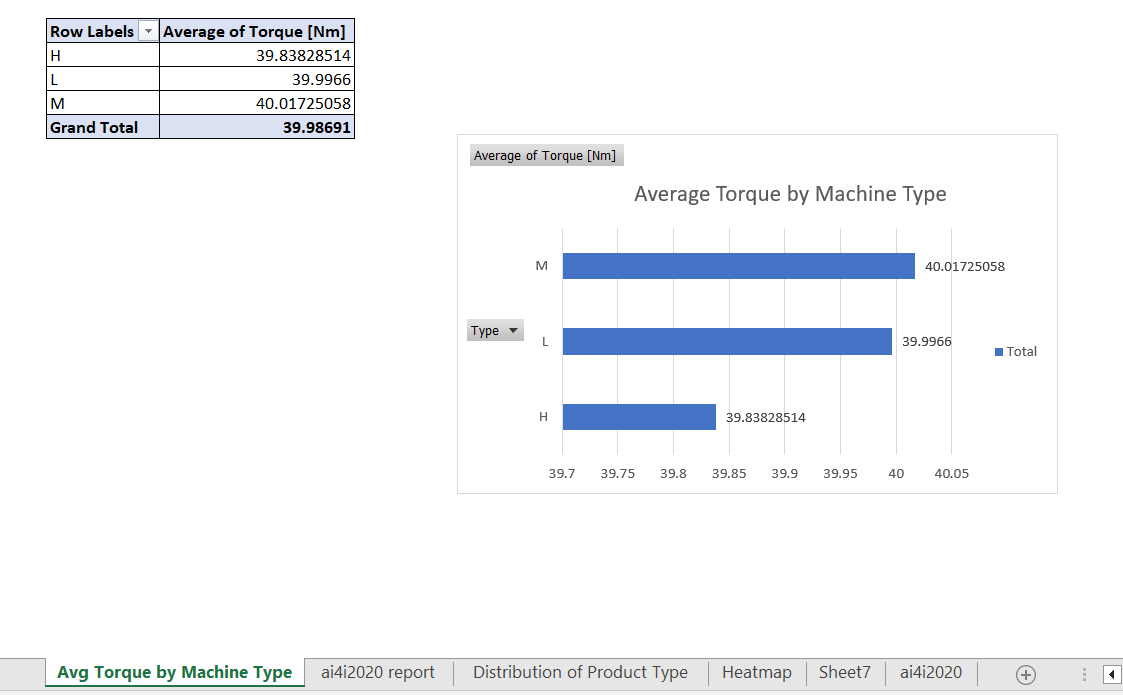 Row Labels Average of Torque [Nm]
H 39.83828514
L 39.9966
M 40.01725058
Grand Total 39.98691
Average of Torque [Nm]
Average Torque by Machine Type
M 40.01725058
Type
L 39.9966
Total
H 39.83828514
39.7 39.75 39.8 39.85 39.9 39.95 40 40.05
Avg Torque by Machine Type ai4i2020 report Distribution of Product Type Heatmap Sheet7 ai4i2020